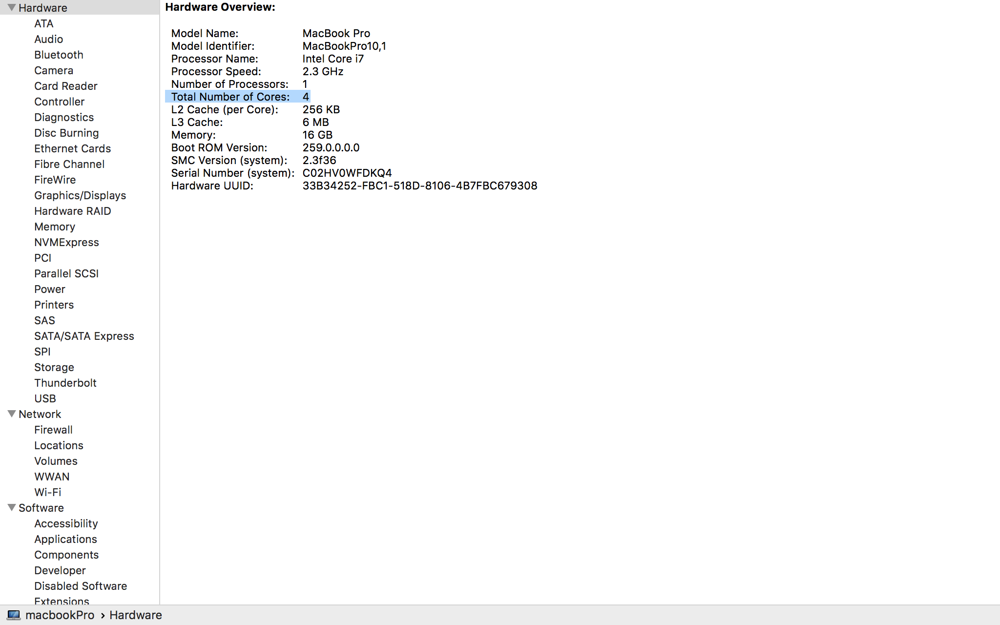 Hardware
ATA
Audio
Bluetooth
Camera
Card Reader
Controller
Diagnostics
Disc Burning
Ethernet Cards
Fibre Channel
FireWire
Graphics/Displays
Hardware RAID
Memory
NVMExpress
PCI
Parallel SCSI
Power
Printers
SAS
SATA/SATA Express
SPI
Storage
Thunderbolt
USB
Network
Firewall
Locations
Volumes
WWAN
Wi-Fi
Software
Accessibility
Applications
Components
Developer
Disabled Software
Extensions
Hardware Overview:
Model Name: MacBook Pro
Model Identifier: MacBookPro10,1
Processor Name: Intel Core i7
Processor Speed: 2.3 GHz
Number of Processors: 1
Total Number of Cores: 4
L2 Cache (per Core): 256 KB
L3 Cache: 6 MB
Memory: 16 GB
Boot ROM Version: 259.0.0.0.0
SMC Version (system): 2.3f36
Serial Number (system): C02HV0WFDKQ4
Hardware UUID: 33B34252-FBC1-518D-8106-4B7FBC679308
macbookPro › Hardware